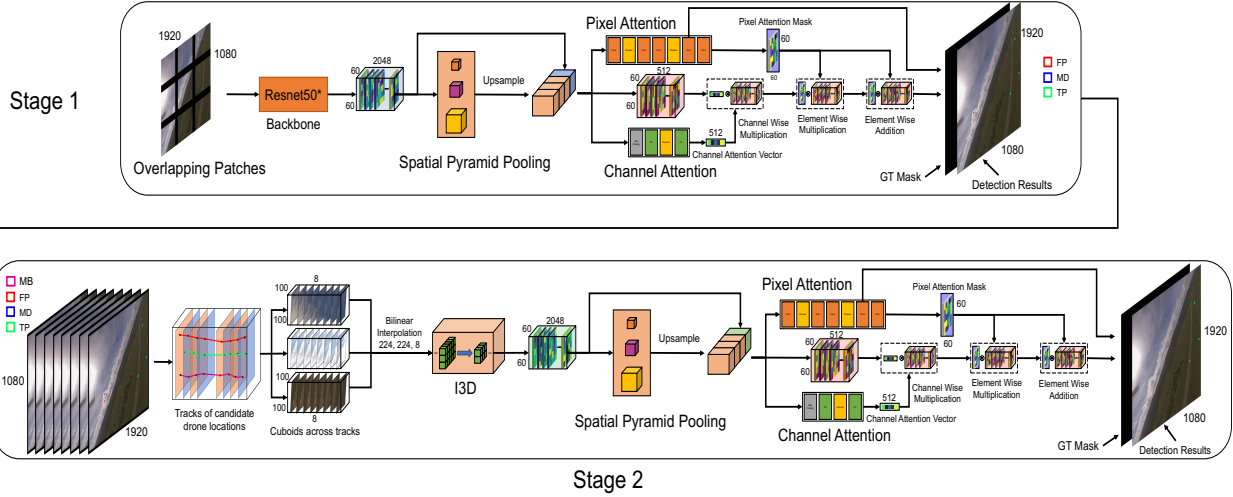 Stage 1
1920
1080
Overlapping Patches
Resnet50*
Backbone
2048
60
60
Spatial Pyramid Pooling
Upsample
Pixel Attention
Pixel Attention Mask
60
60
512
60
60
Channel Wise
Multiplication
Element Wise
Multiplication
Element Wise
Addition
512
Channel Attention Vector
Channel Attention
1920
1080
GT Mask
Detection Results
FP
MD
TP
MB
FP
MD
TP
1080
1920
Tracks of candidate
drone locations
8
100
100
100
100
8
Cuboids across tracks
Bilinear
Interpolation
224, 224, 8
I3D
2048
60
60
Spatial Pyramid Pooling
Upsample
Pixel Attention
Pixel Attention Mask
60
60
512
60
60
Channel Wise
Multiplication
Element Wise
Multiplication
Element Wise
Addition
512
Channel Attention Vector
Channel Attention
1920
1080
GT Mask
Detection Results
Stage 2